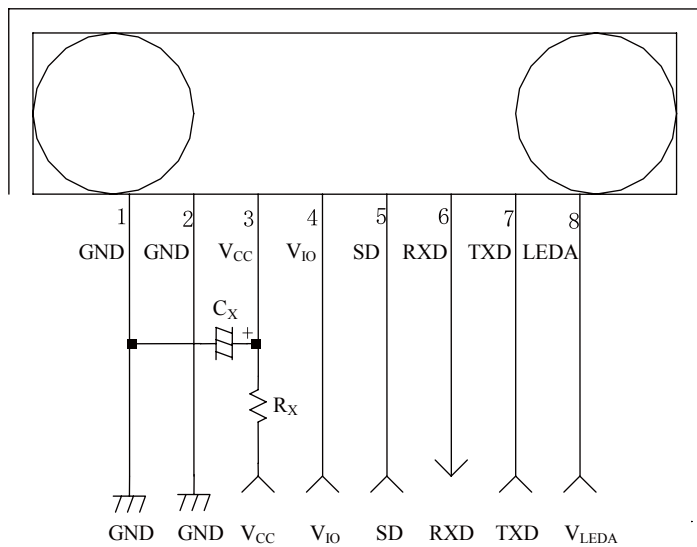 1 2 3 4 5 6 7 8
GND GND VCC VIO SD RXD TXD LEDA
CX
+
RX
GND GND VCC VIO SD RXD TXD VLEDA